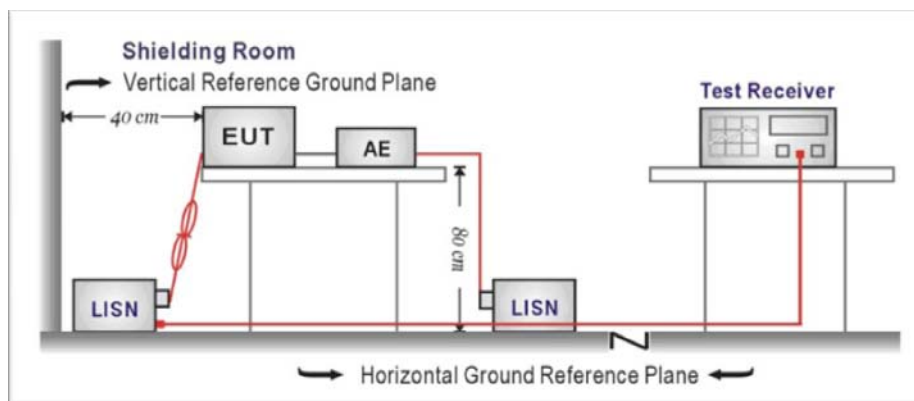 Shielding Room
Vertical Reference Ground Plane
Test Receiver
40 cm
EUT
AE
80 cm
LISN
LISN
Horizontal Ground Reference Plane